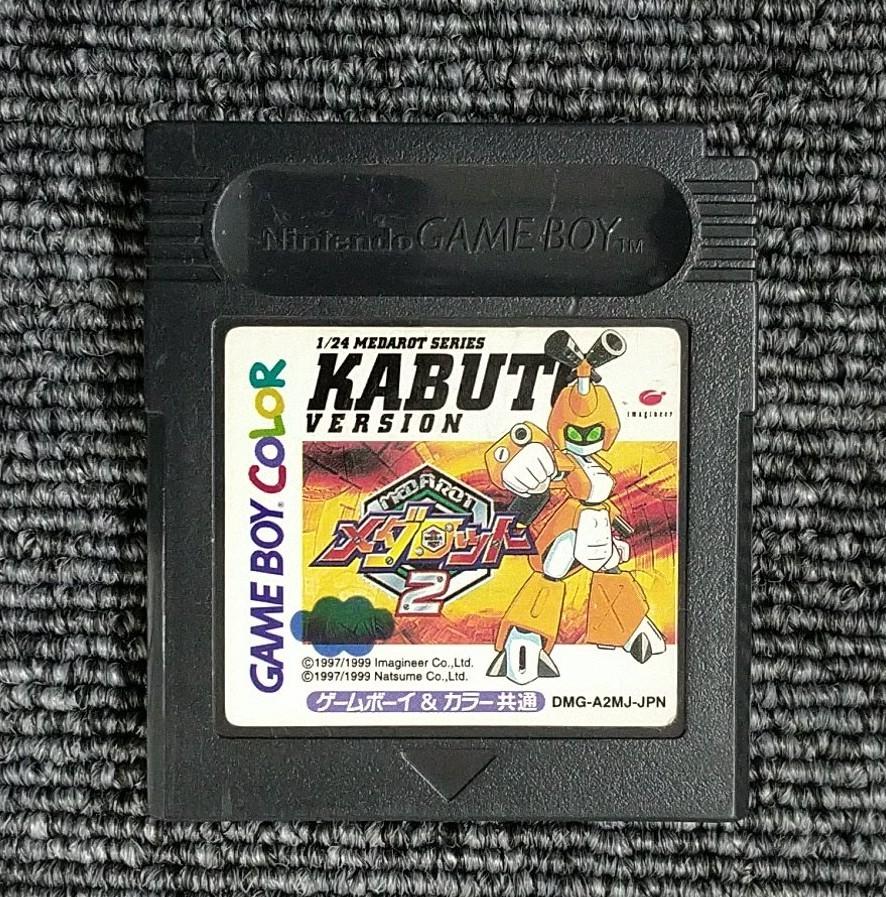 Nintendo GAME BOY TM
1/24 MEDAROT SERIES
KABUTO
VERSION
imagineer
GAME BOY COLOR
MEDAROT
メダロット
2
©1997/1999 Imagineer Co.,Ltd.
©1997/1999 Natsume Co.,Ltd.
ゲームボーイ & カラー共通
DMG-A2MJ-JPN